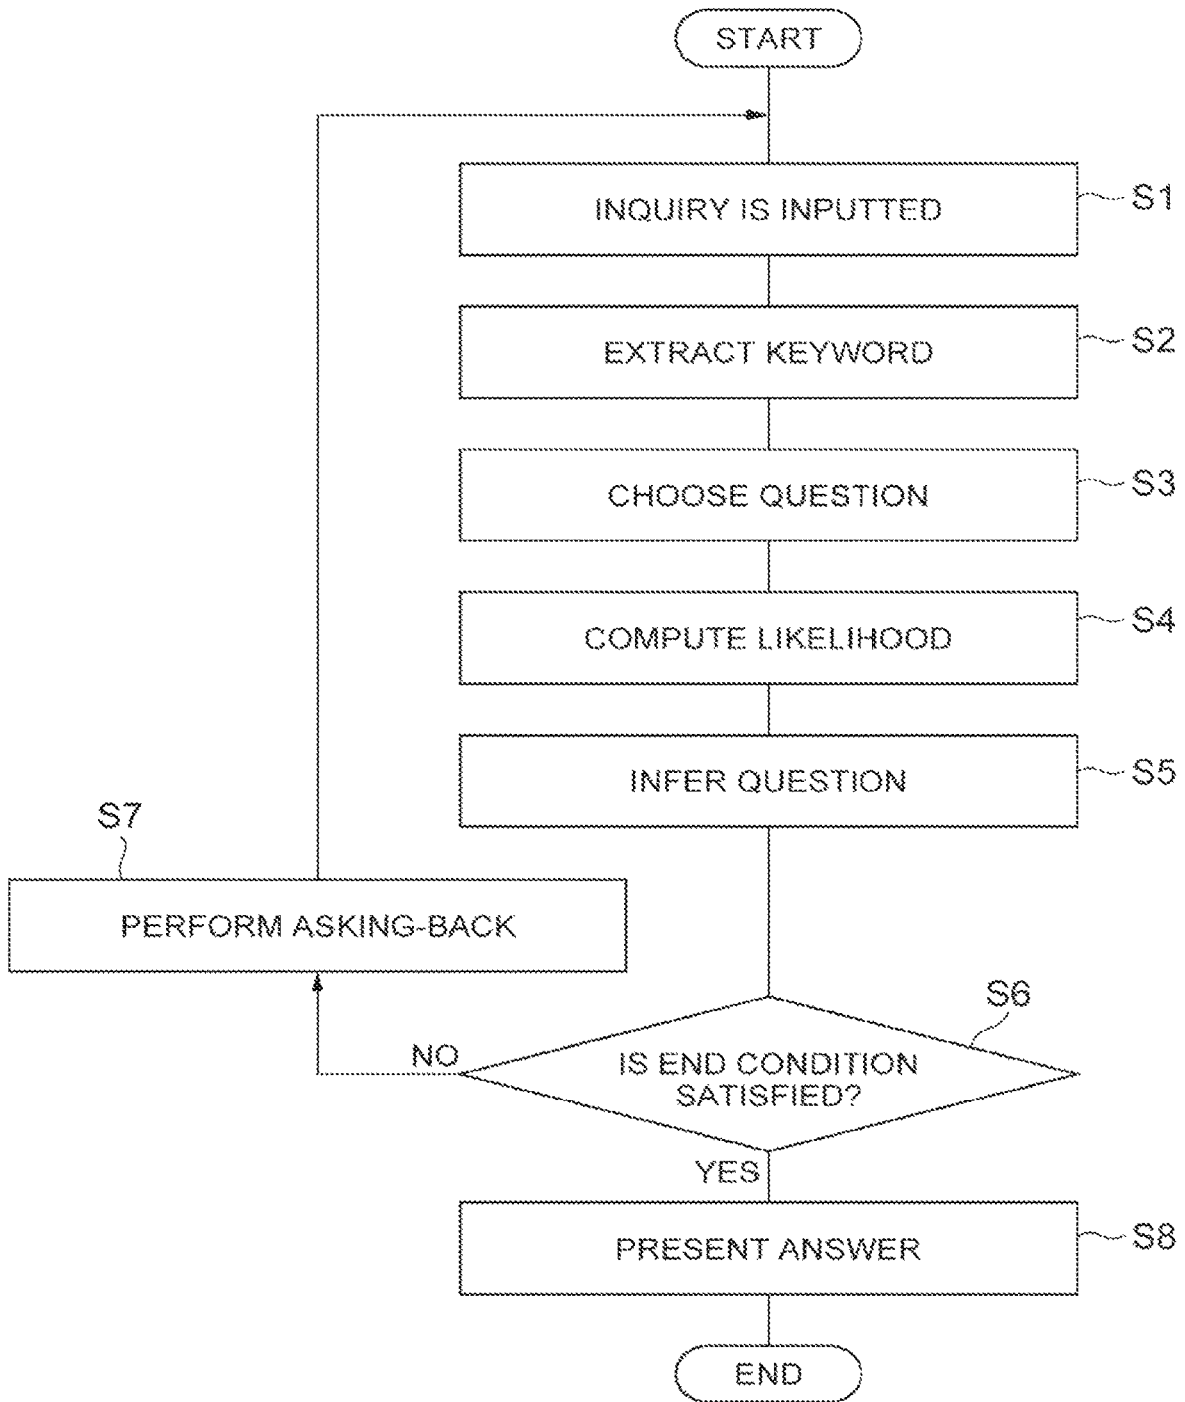 START
INQUIRY IS INPUTTED
S1
EXTRACT KEYWORD
S2
CHOOSE QUESTION
S3
COMPUTE LIKELIHOOD
S4
INFER QUESTION
S5
S7
PERFORM ASKING-BACK
S6
NO
IS END CONDITION
SATISFIED?
YES
PRESENT ANSWER
S8
END